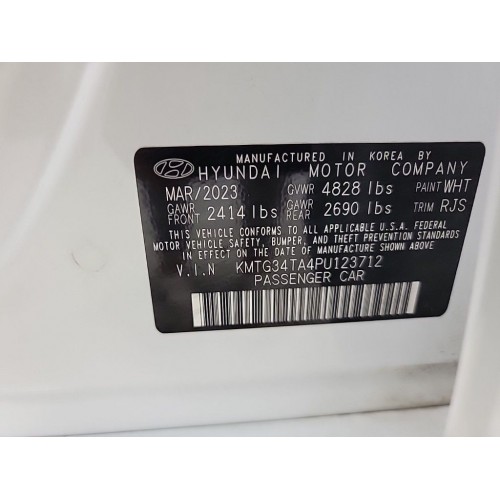 MANUFACTURED IN KOREA BY
HYUNDAI MOTOR COMPANY
MAR/2023 GVWR 4828 lbs PAINT WHT
GAWR FRONT 2414 lbs GAWR REAR 2690 lbs TRIM RJS
THIS VEHICLE CONFORMS TO ALL APPLICABLE U.S.A. FEDERAL
MOTOR VEHICLE SAFETY, BUMPER, AND THEFT PREVENTION STANDARDS
IN EFFECT ON THE DATE OF MANUFACTURE SHOWN ABOVE.
V.I.N KMTG34TA4PU123712
PASSENGER CAR